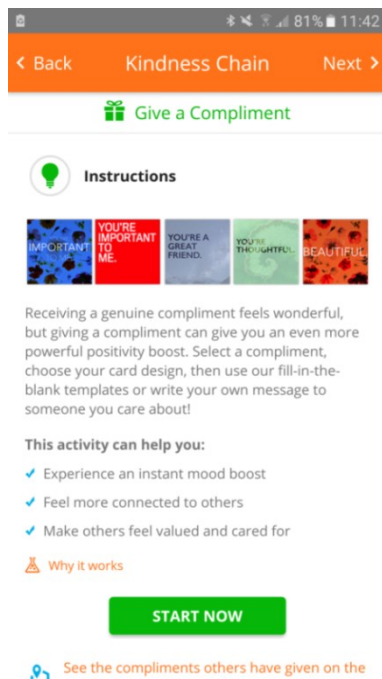 81% 11:42
Back Kindness Chain Next
Give a Compliment
Instructions
IMPORTANT
YOU'RE
IMPORTANT
TO
ME.
YOU'RE A
GREAT
FRIEND.
YOU'RE
THOUGHTFUL.
BEAUTIFUL
Receiving a genuine compliment feels wonderful,
but giving a compliment can give you an even more
powerful positivity boost. Select a compliment,
choose your card design, then use our fill-in-the-
blank templates or write your own message to
someone you care about!
This activity can help you:
Experience an instant mood boost
Feel more connected to others
Make others feel valued and cared for
Why it works
START NOW
See the compliments others have given on the